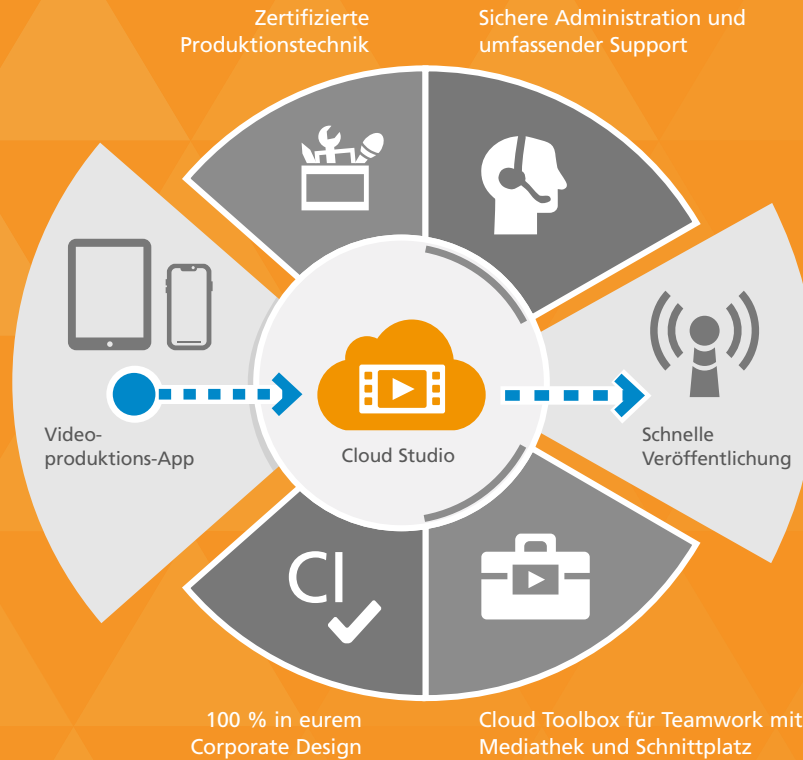 Zertifizierte
Produktionstechnik
Sichere Administration und
umfassender Support
Video-
produktions-App
Cloud Studio
Schnelle
Veröffentlichung
CI
100 % in eurem
Corporate Design
Cloud Toolbox für Teamwork mit
Mediathek und Schnittplatz